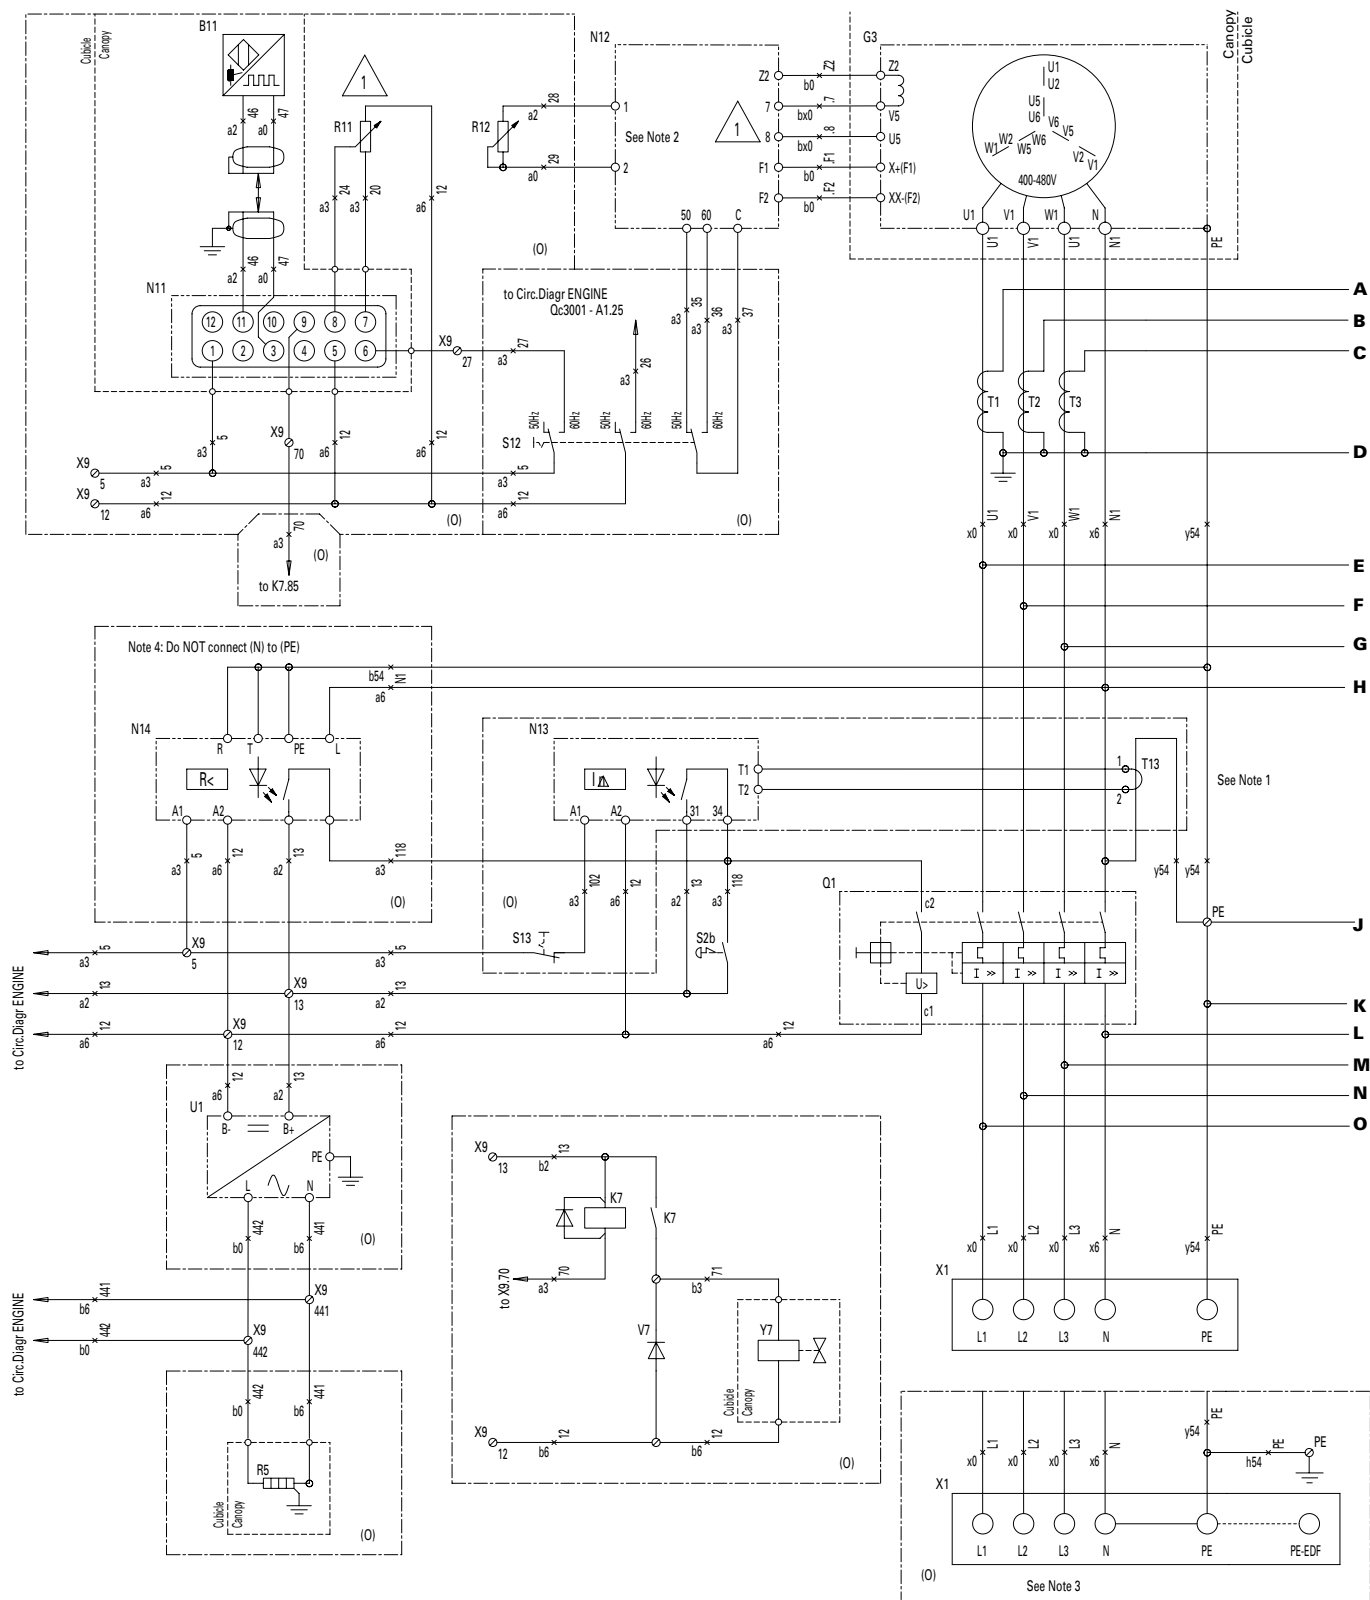 B11
Cubicle
Canopy
46
47
a2
a0
1
R11
24
20
12
a3
a3
a6
46
47
a2
a0
N11
12
11
10
9
8
7
1
2
3
4
5
6
X9
27
a3
27
a3
5
X9
70
a6
12
a6
12
X9
5
a3
5
a3
5
X9
12
a6
12
a6
12
(O)
a3
70
(O)
to K7.85
R12
a2
28
a0
29
(O)
N12
1
2
See Note 2
Z2
7
8
F1
F2
1
50
60
C
b0
Z2
bx0
.7
bx0
.8
b0
.F1
b0
.F2
to Circ.Diagr ENGINE
Qc3001 - A1.25
a3
35
a3
36
a3
37
a3
26
S12
50Hz
60Hz
50Hz
60Hz
50Hz
60Hz
(O)
G3
Canopy
Cubicle
Z2
V5
U5
X+(F1)
XX-(F2)
U1
U2
U5
U6
V6
V5
W2
W6
W1
W5
V2
V1
400-480V
U1
V1
W1
N
U1
V1
U1
N1
PE
A
B
C
T1
T2
T3
D
U1
V1
W1
N1
x0
x0
x0
x6
y54
E
F
G
H
Note 4: Do NOT connect (N) to (PE)
b54
N1
a6
N14
R
T
PE
L
R<
A1
A2
a3
5
a6
12
a2
13
a3
118
(O)
N13
T1
T2
A1
A2
31
34
I
1
2
T13
See Note 1
a3
102
a6
12
a2
13
a3
118
(O)
S13
S2b
y54
y54
Q1
c2
U>
c1
I >>
I >>
I >>
I >>
PE
J
K
L
M
N
O
to Circ.Diagr ENGINE
a3
5
X9
5
a3
5
a2
13
X9
13
a2
13
a6
12
X9
12
a6
12
a6
12
a6
12
a2
13
U1
B-
B+
PE
L
N
b0
442
b6
441
(O)
to Circ.Diagr ENGINE
b6
441
X9
441
b0
442
X9
442
b0
442
b6
441
R5
Cubicle
Canopy
(O)
X9
13
b2
13
K7
K7
to X9.70
a3
70
b3
71
V7
Y7
Cubicle
Canopy
X9
12
b6
12
b6
12
(O)
L1
L2
L3
N
PE
x0
x0
x0
x6
y54
X1
L1
L2
L3
N
PE
L1
L2
L3
N
x0
x0
x0
x6
y54
PE
PE
h54
PE
X1
L1
L2
L3
N
PE
PE-EDF
(O)
See Note 3